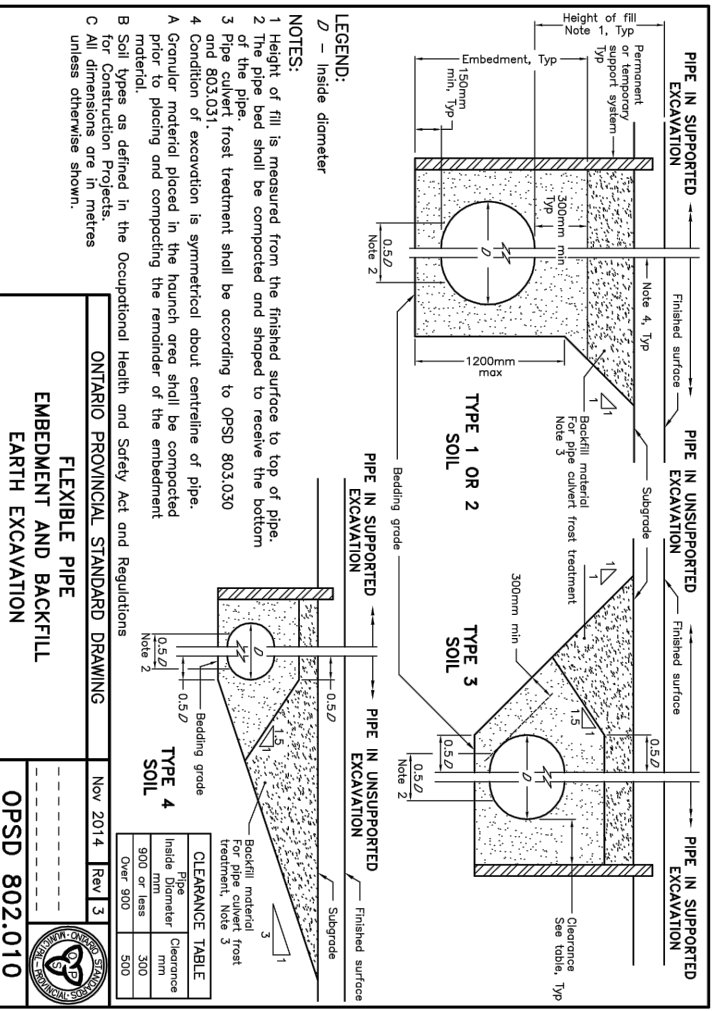 PIPE IN SUPPORTED
EXCAVATION
PIPE IN UNSUPPORTED
EXCAVATION
PIPE IN SUPPORTED
EXCAVATION
Height of fill
Note 1, Typ
Permanent
or temporary
support system
Typ
Finished surface
Finished surface
Subgrade
Note 4, Typ
Embedment, Typ
150mm
min, Typ
300mm min
Typ
D
0.5D
Note 2
1200mm
max
1
1
Backfill material
For pipe culvert frost treatment
Note 3
1
1
300mm min
1.5
1
0.5D
D
0.5D
0.5D
Note 2
Clearance
See table, Typ
TYPE 1 OR 2
SOIL
TYPE 3
SOIL
Bedding grade
PIPE IN SUPPORTED
EXCAVATION
PIPE IN UNSUPPORTED
EXCAVATION
Finished surface
Subgrade
0.5D
D
1.5
1
3
1
0.5D
Note 2
0.5D
Bedding grade
Backfill material
For pipe culvert frost
treatment, Note 3
TYPE 4
SOIL
CLEARANCE TABLE
Pipe
Inside Diameter
mm
Clearance
mm
900 or less 300
Over 900 500
LEGEND:
D – Inside diameter
NOTES:
1 Height of fill is measured from the finished surface to top of pipe.
2 The pipe bed shall be compacted and shaped to receive the bottom
of the pipe.
3 Pipe culvert frost treatment shall be according to OPSD 803.030
and 803.031.
4 Condition of excavation is symmetrical about centreline of pipe.
A Granular material placed in the haunch area shall be compacted
prior to placing and compacting the remainder of the embedment
material.
B Soil types as defined in the Occupational Health and Safety Act and Regulations
for Construction Projects.
C All dimensions are in metres
unless otherwise shown.
ONTARIO PROVINCIAL STANDARD DRAWING
Nov 2014
Rev 3
FLEXIBLE PIPE
EMBEDMENT AND BACKFILL
EARTH EXCAVATION
OPSD 802.010
ONTARIO STANDARDS
MUNICIPAL – PROVINCIAL
OPS